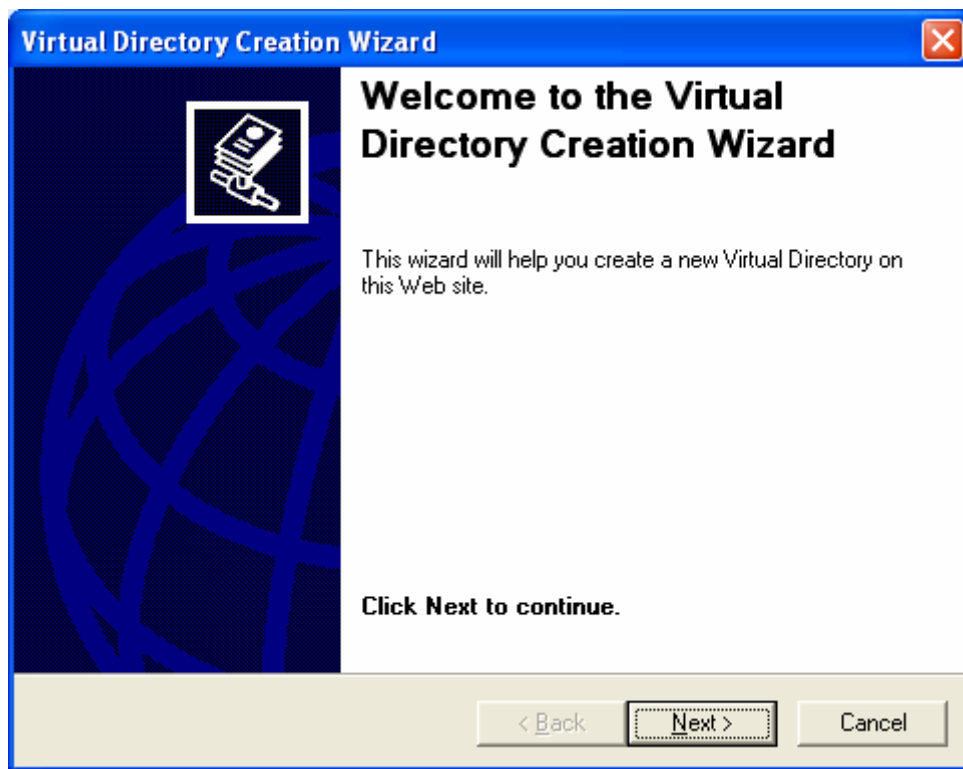 Virtual Directory Creation Wizard
Welcome to the Virtual
Directory Creation Wizard
This wizard will help you create a new Virtual Directory on
this Web site.
Click Next to continue.
< Back
Next >
Cancel